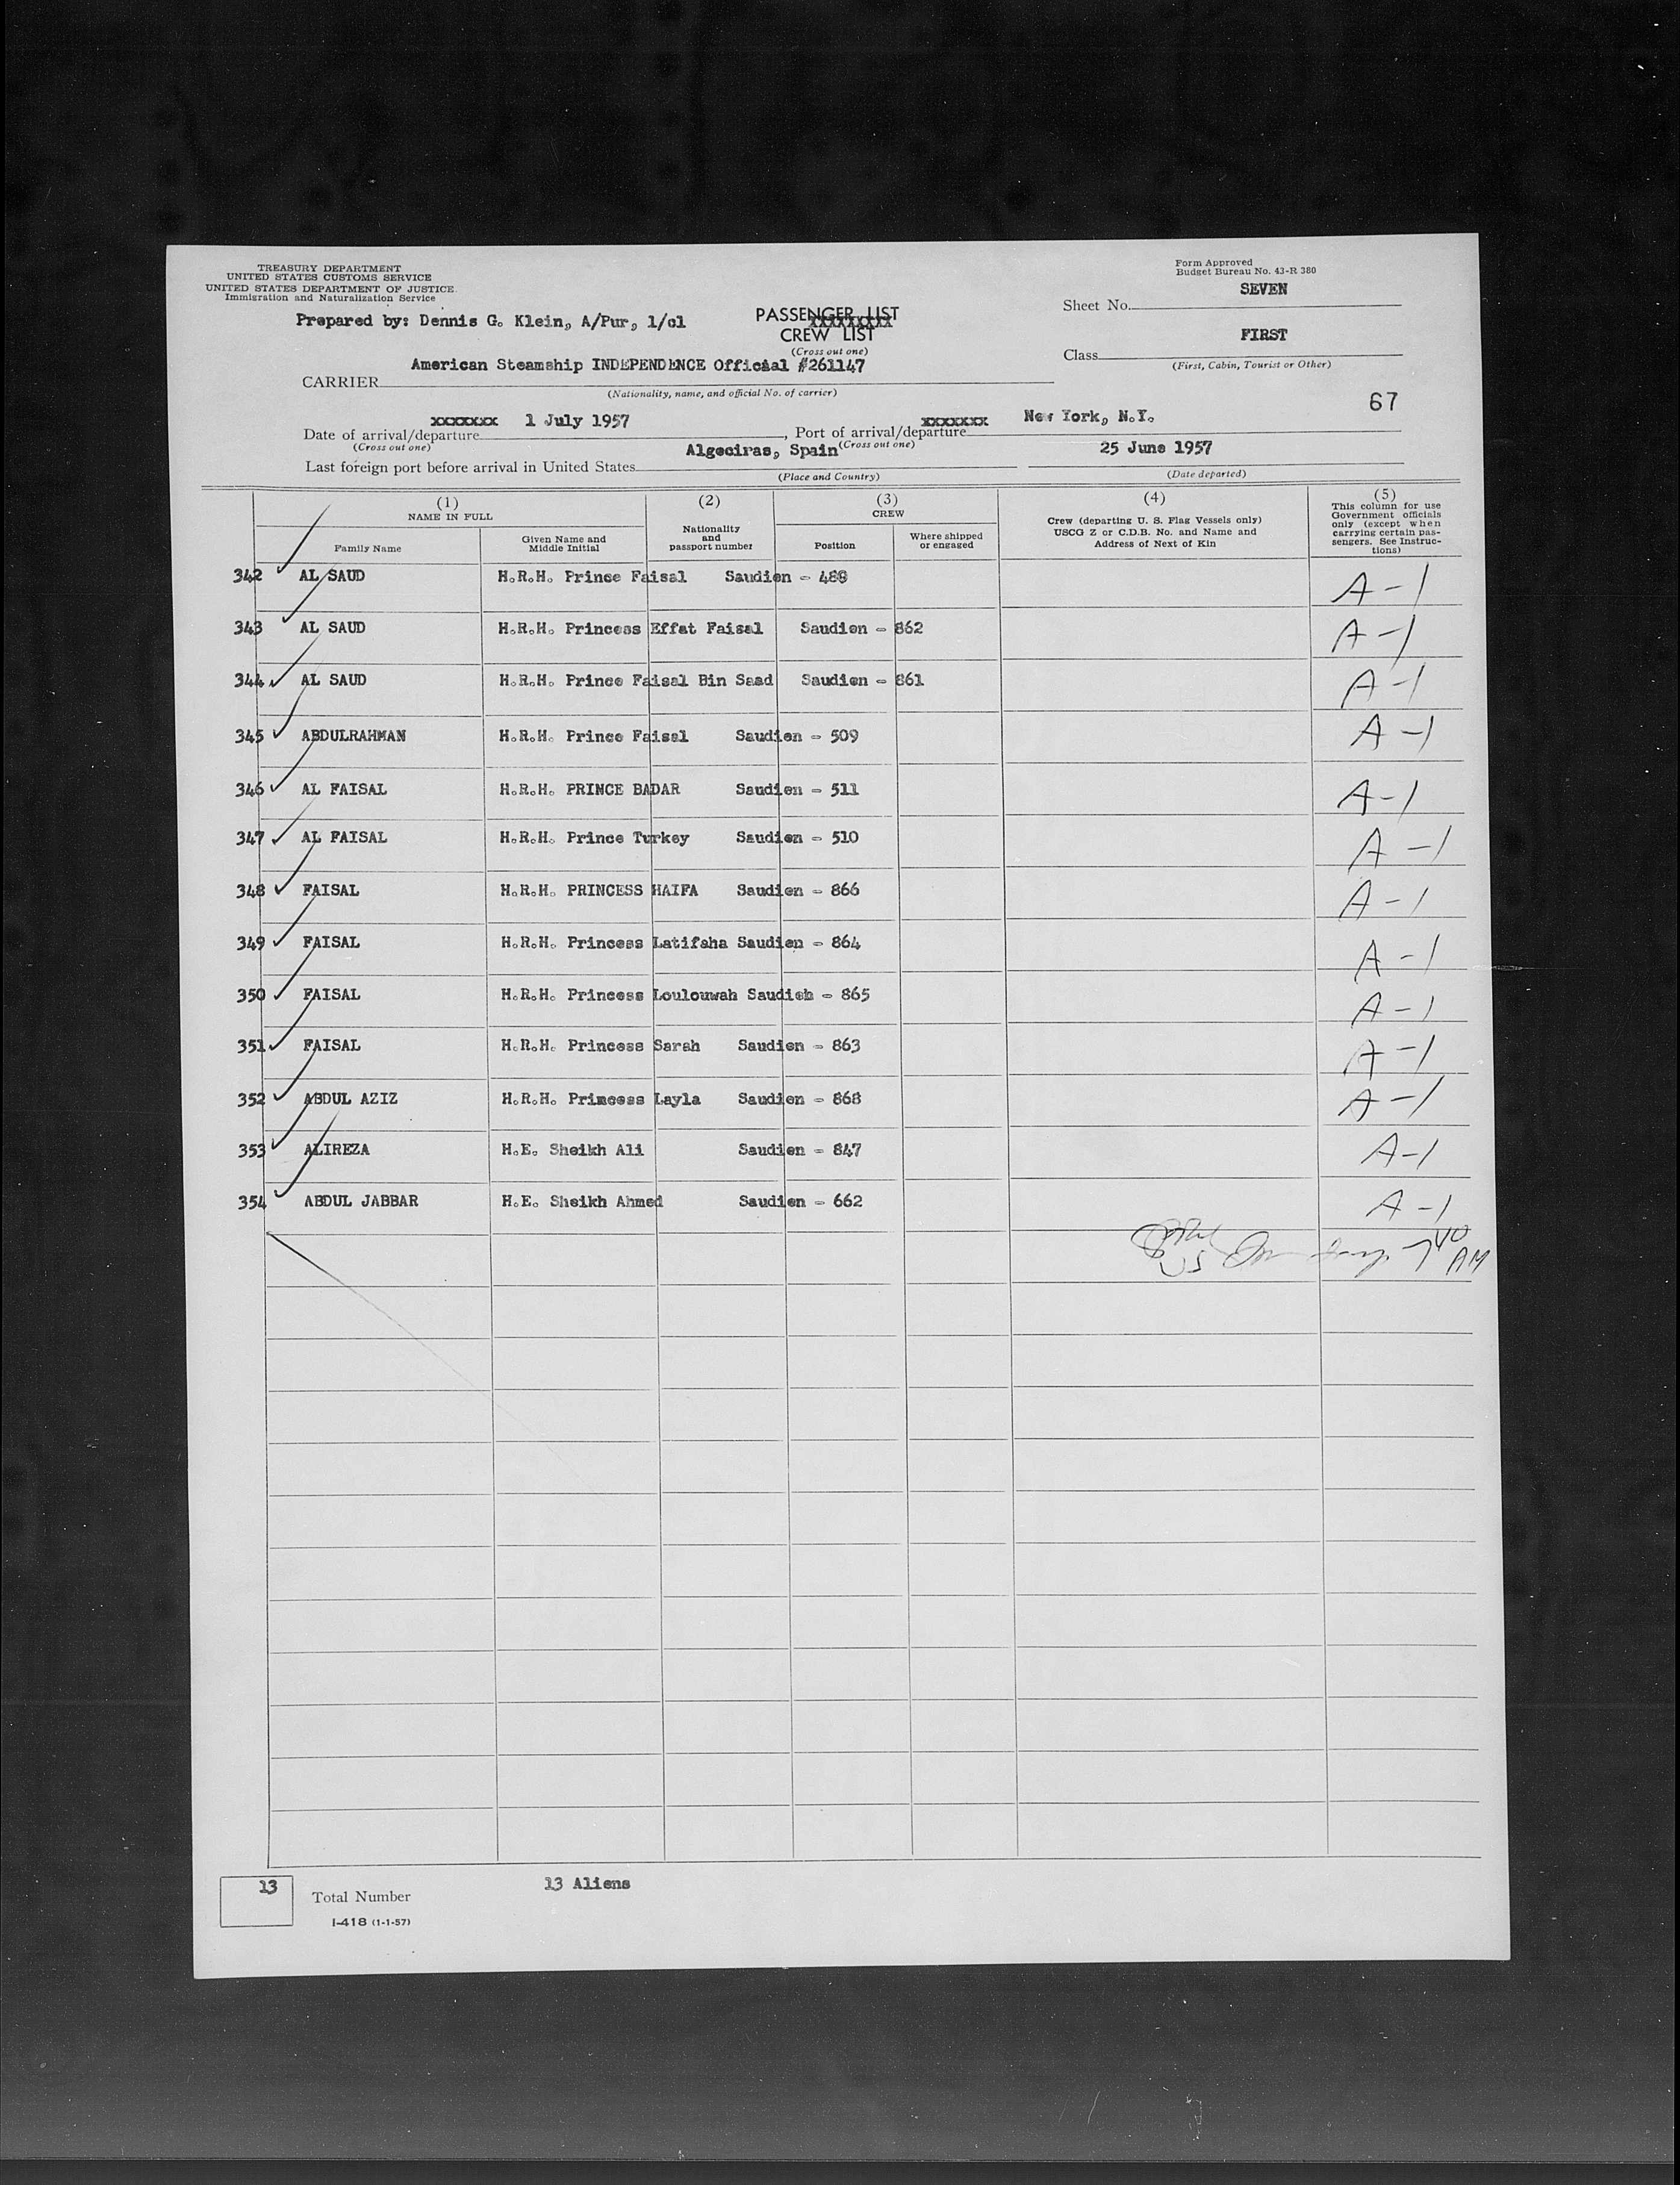 TREASURY DEPARTMENT
UNITED STATES CUSTOMS SERVICE
UNITED STATES DEPARTMENT OF JUSTICE
Immigration and Naturalization Service
Form Approved
Budget Bureau No. 43-R 380
Prepared by: Dennis G. Klein, A/Pur, 1/cl
PASSENGER LIST
xxxxxxxxx
CREW LIST
(Cross out one)
Sheet No. SEVEN
Class FIRST
(First, Cabin, Tourist or Other)
CARRIER American Steamship INDEPENDENCE Official #261147
(Nationality, name, and official No. of carrier)
67
Date of arrival/departure xxxxxxx 1 July 1957, Port of arrival/departure xxxxxxx New York, N.Y.
(Cross out one) (Cross out one)
Last foreign port before arrival in United States Algeciras, Spain 25 June 1957
(Place and Country) (Date departed)
(1) (2) (3) (4) (5)
NAME IN FULL
Family Name
Given Name and Middle Initial
Nationality and passport number
CREW
Position
Where shipped or engaged
Crew (departing U. S. Flag Vessels only)
USCG Z or C.D.B. No. and Name and
Address of Next of Kin
This column for use
Government officials
only (except when
carrying certain pas-
sengers. See Instruc-
tions)
342 AL SAUD H.R.H. Prince Faisal Saudien - 488 A-1
343 AL SAUD H.R.H. Princess Effat Faisal Saudien - 862 A-1
344 AL SAUD H.R.H. Prince Faisal Bin Saad Saudien - 861 A-1
345 ABDULRAHMAN H.R.H. Prince Faisal Saudien - 509 A-1
346 AL FAISAL H.R.H. PRINCE BADAR Saudien - 511 A-1
347 AL FAISAL H.R.H. Prince Turkey Saudien - 510 A-1
348 FAISAL H.R.H. PRINCESS HAIFA Saudien - 866 A-1
349 FAISAL H.R.H. Princess Latifaha Saudien - 864 A-1
350 FAISAL H.R.H. Princess Loulouwah Saudieh - 865 A-1
351 FAISAL H.R.H. Princess Sarah Saudien - 863 A-1
352 ABDUL AZIZ H.R.H. Princess Layla Saudien - 868 A-1
353 ALIREZA H.E. Sheikh Ali Saudien - 847 A-1
354 ABDUL JABBAR H.E. Sheikh Ahmed Saudien - 662 A-1
US 7 40 AM
13 Total Number 13 Aliens
I-418 (1-1-57)